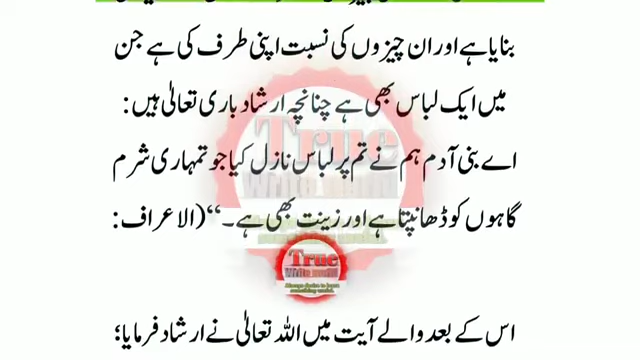 بنایا ہے اور ان چیزوں کی نسبت اپنی طرف کی ہے جن
میں ایک لباس بھی ہے چنانچہ ارشاد باری تعالیٰ ہیں:
اے بنی آدم ہم نے تم پر لباس نازل کیا جو تمہاری شرم
گاہوں کو ڈھانپتا ہے اور زینت بھی ہے۔“(الاعراف:
True
اس کے بعد والے آیت میں اللہ تعالیٰ نے ارشاد فرمایا؛